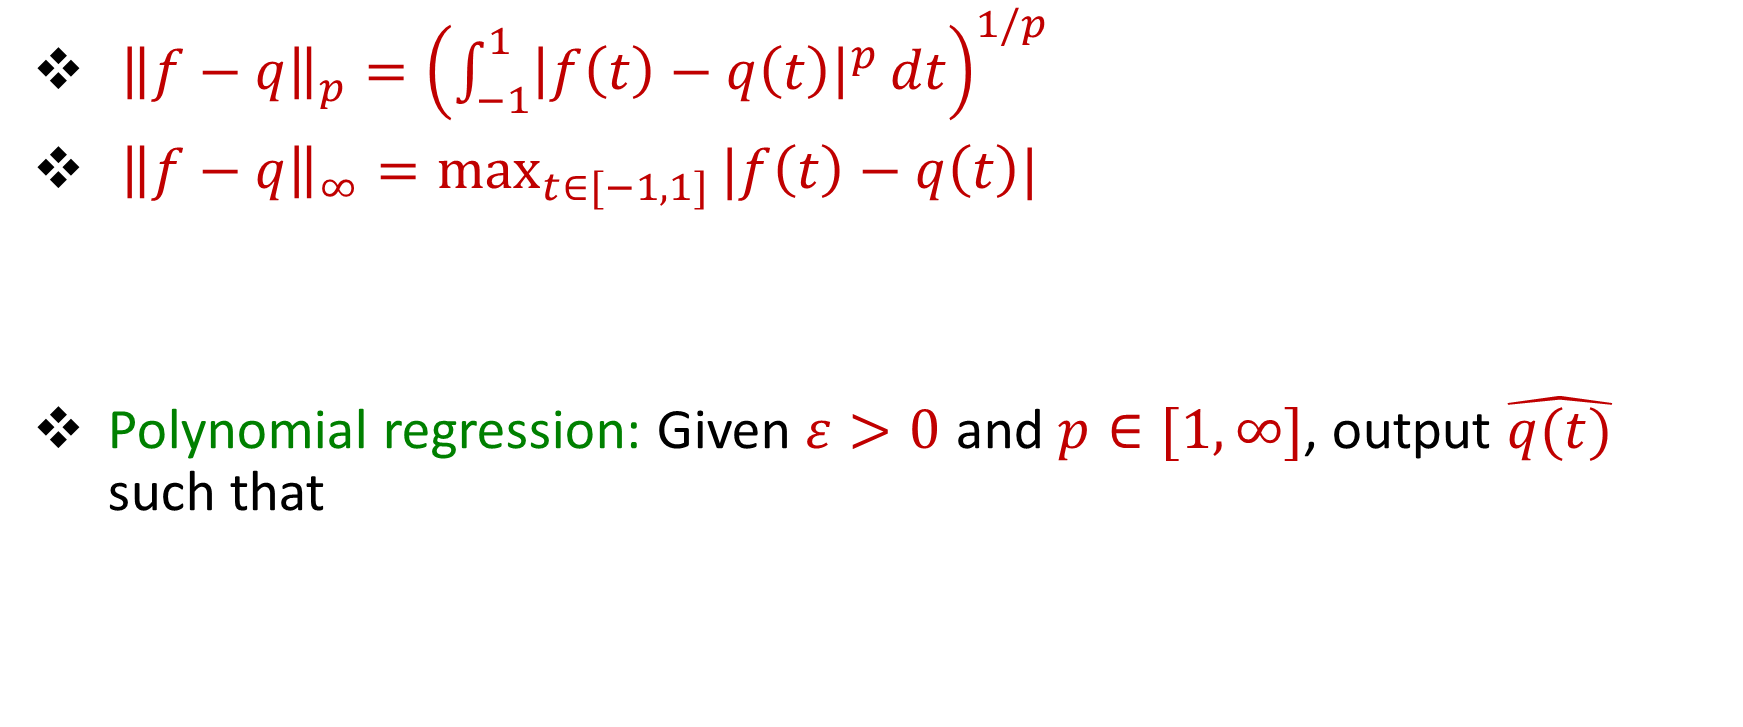 ❖ ‖f − q‖_p = (∫_{−1}^{1} |f(t) − q(t)|^p dt)^{1/p}
❖ ‖f − q‖_∞ = max_{t∈[−1,1]} |f(t) − q(t)|
❖ Polynomial regression: Given ε > 0 and p ∈ [1, ∞], output \widehat{q(t)}
such that